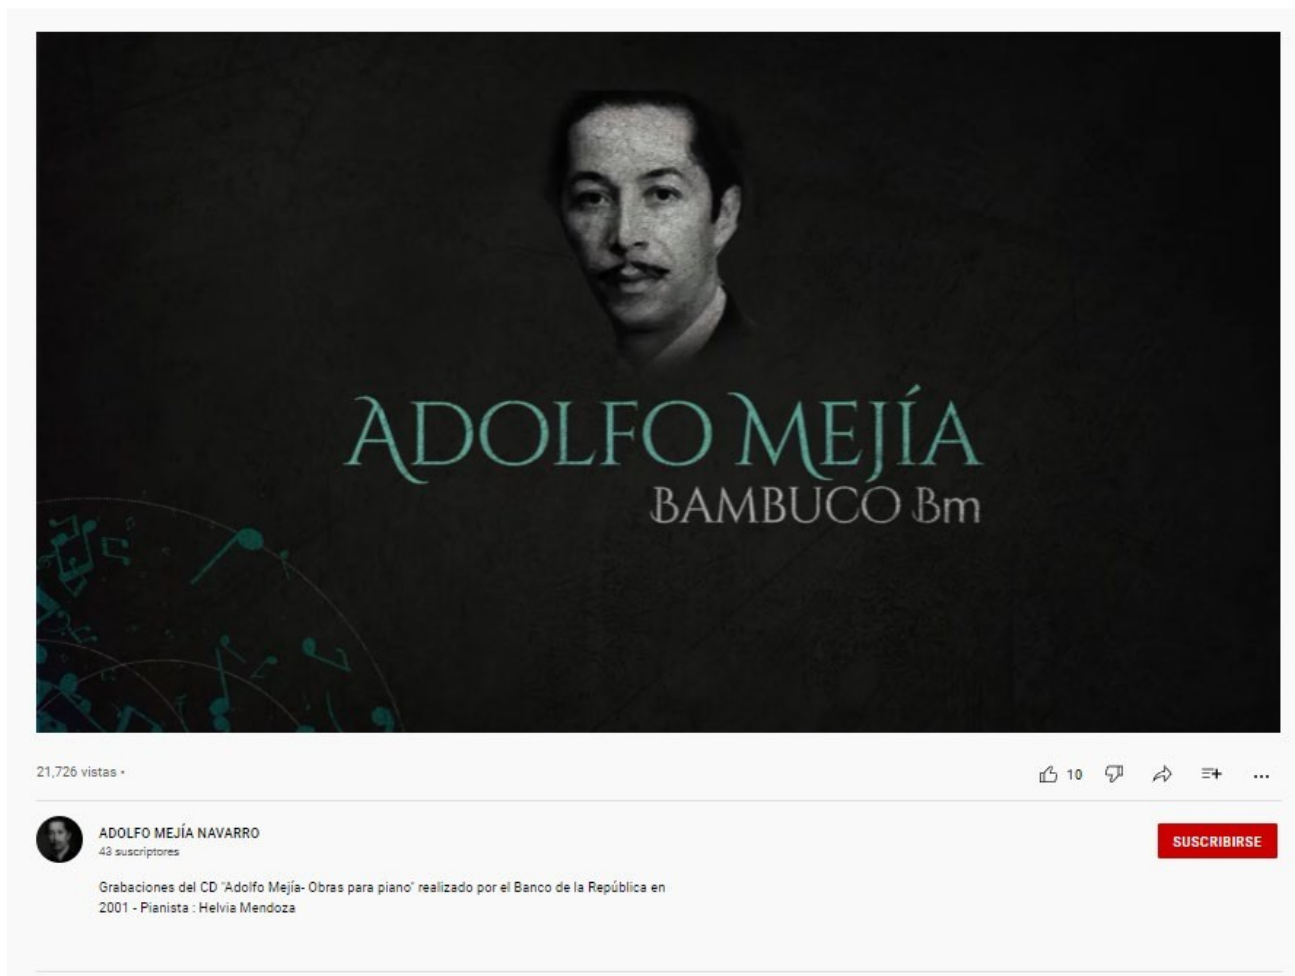 ADOLFO MEJÍA
BAMBUCO Bm
21,726 vistas •
10
ADOLFO MEJÍA NAVARRO
43 suscriptores
SUSCRIBIRSE
Grabaciones del CD "Adolfo Mejía- Obras para piano" realizado por el Banco de la República en
2001 - Pianista : Helvia Mendoza